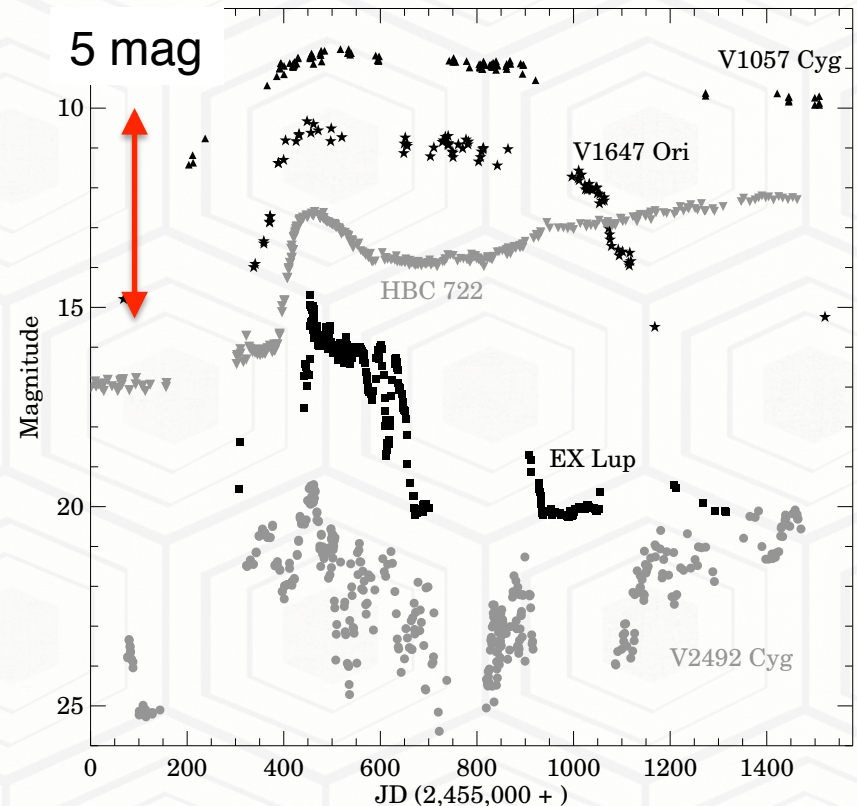 5 mag
V1057 Cyg
10
V1647 Ori
HBC 722
15
Magnitude
EX Lup
20
V2492 Cyg
25
0 200 400 600 800 1000 1200 1400
JD (2,455,000 + )